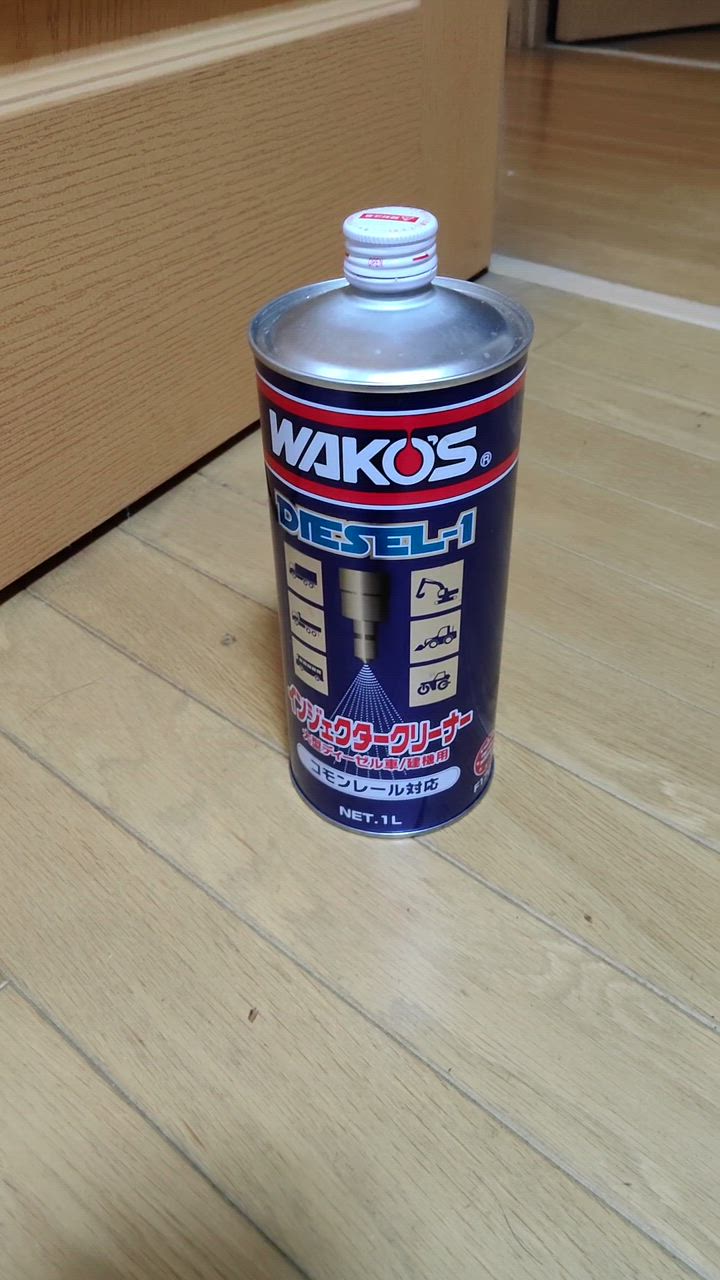 WAKO'S®
DIESEL-1
インジェクタークリーナー
大型ディーゼル車/建機用
コモンレール対応
NET.1L